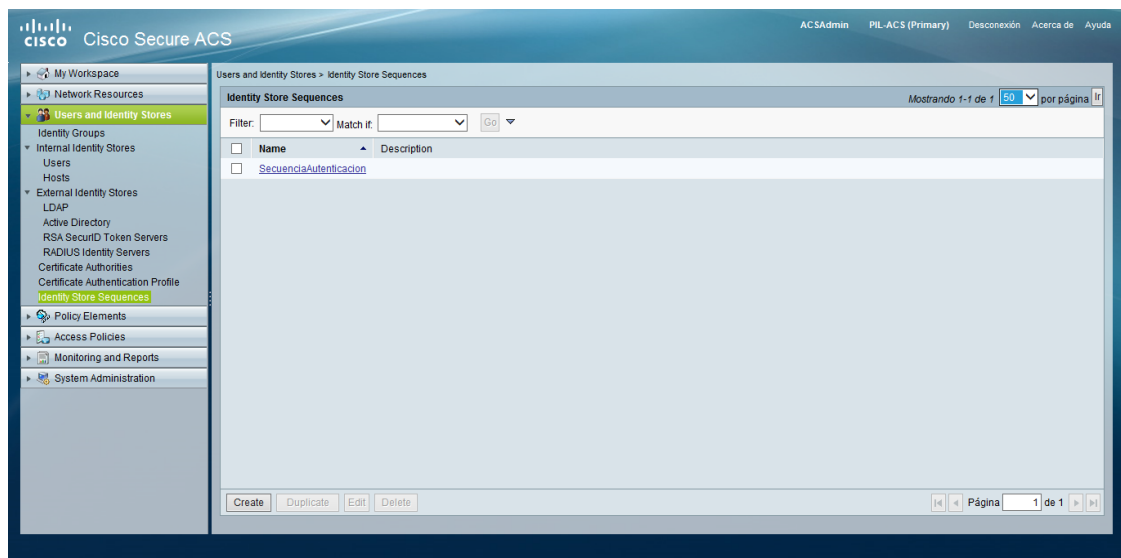 CISCO Cisco Secure ACS
ACSAdmin PIL-ACS (Primary) Desconexión Acerca de Ayuda
My Workspace
Network Resources
Users and Identity Stores
Identity Groups
Internal Identity Stores
Users
Hosts
External Identity Stores
LDAP
Active Directory
RSA SecurID Token Servers
RADIUS Identity Servers
Certificate Authorities
Certificate Authentication Profile
Identity Store Sequences
Policy Elements
Access Policies
Monitoring and Reports
System Administration
Users and Identity Stores > Identity Store Sequences
Identity Store Sequences Mostrando 1-1 de 1 50 por página Ir
Filter: Match if: Go
Name Description
SecuenciaAutenticacion
Create Duplicate Edit Delete Página 1 de 1